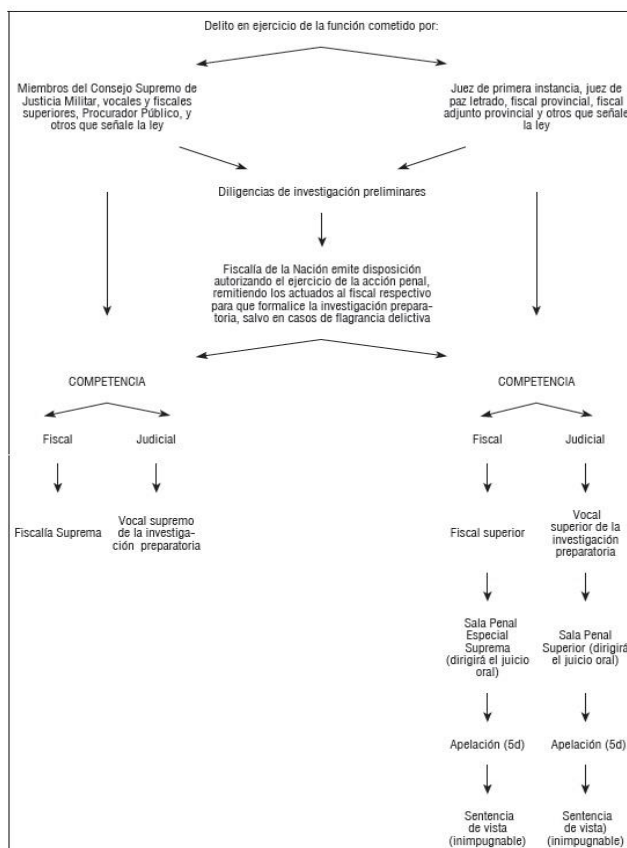 Delito en ejercicio de la función cometido por:
Miembros del Consejo Supremo de
Justicia Militar, vocales y fiscales
superiores, Procurador Público, y
otros que señale la ley
Juez de primera instancia, juez de
paz letrado, fiscal provincial, fiscal
adjunto provincial y otros que señale
la ley
Diligencias de investigación preliminares
Fiscalía de la Nación emite disposición
autorizando el ejercicio de la acción penal,
remitiendo los actuados al fiscal respectivo
para que formalice la investigación prepara-
toria, salvo en casos de flagrancia delictiva
COMPETENCIA
Fiscal
Judicial
Fiscalía Suprema
Vocal supremo
de la investiga-
ción preparatoria
COMPETENCIA
Fiscal
Judicial
Fiscal superior
Vocal
superior de la
investigación
preparatoria
Sala Penal
Especial
Suprema
(dirigirá el juicio
oral)
Sala Penal
Superior (dirigirá
el juicio oral)
Apelación (5d)
Apelación (5d)
Sentencia
de vista
(inimpugnable)
Sentencia
de vista)
(inimpugnable)